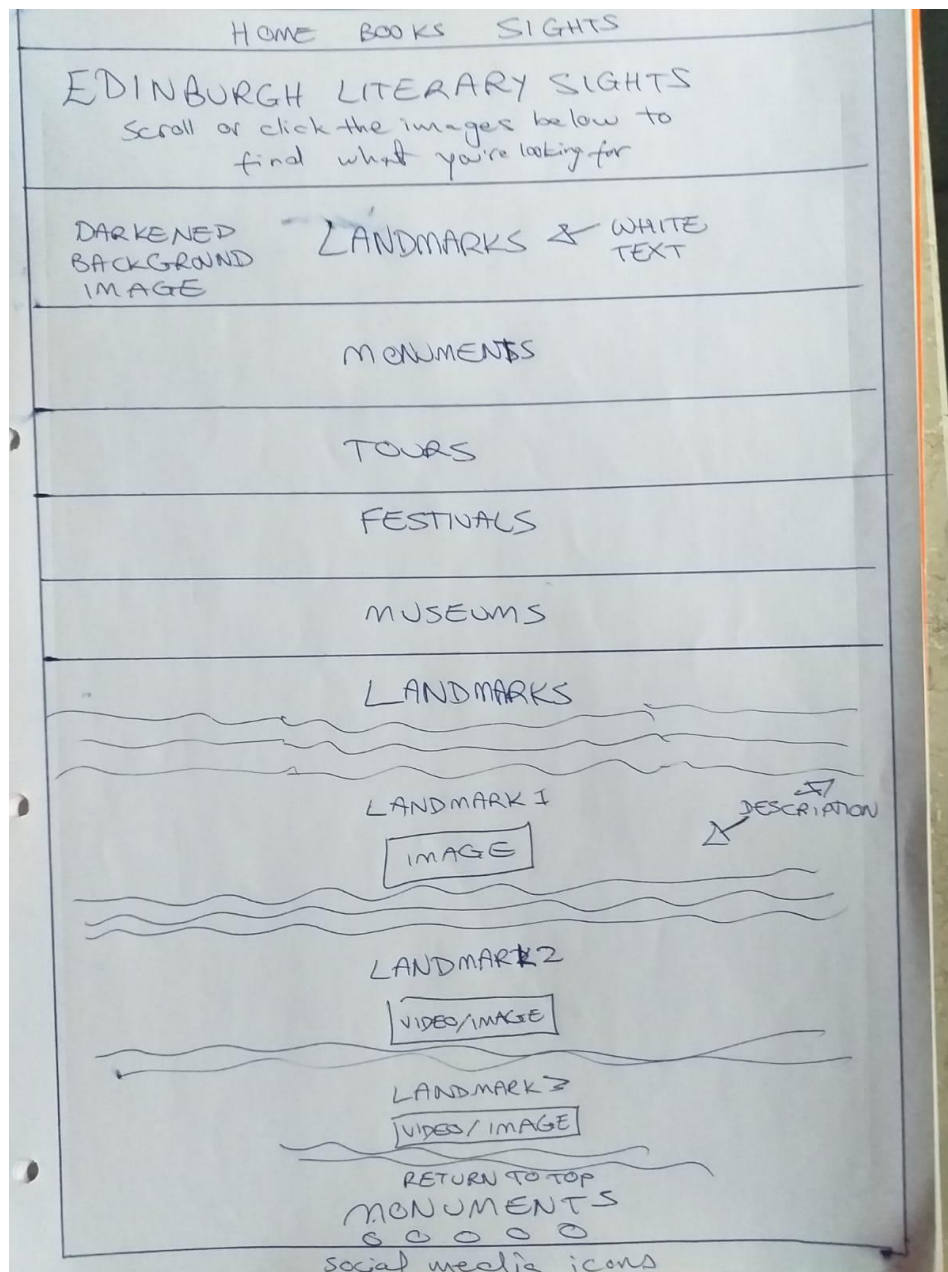 HOME BOOKS SIGHTS
EDINBURGH LITERARY SIGHTS
Scroll or click the images below to
find what you're looking for
DARKENED
BACKGROUND
IMAGE
LANDMARKS
WHITE
TEXT
MONUMENTS
TOURS
FESTIVALS
MUSEUMS
LANDMARKS
LANDMARK 1
DESCRIPTION
IMAGE
LANDMARK 2
VIDEO/IMAGE
LANDMARK 3
VIDEO/IMAGE
RETURN TO TOP
MONUMENTS
social media icons